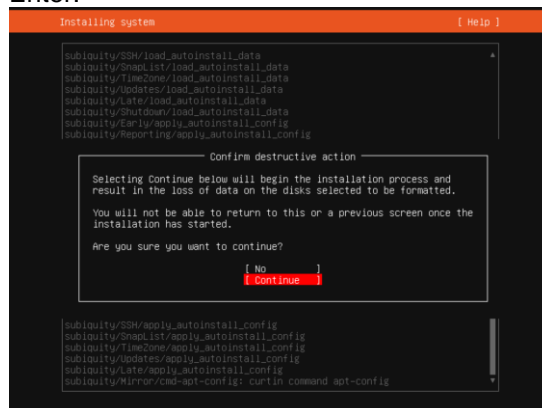 Enter.
Installing system [ Help ]
subiquity/SSH/load_autoinstall_data
subiquity/SnapList/load_autoinstall_data
subiquity/TimeZone/load_autoinstall_data
subiquity/Updates/load_autoinstall_data
subiquity/Late/load_autoinstall_data
subiquity/Shutdown/load_autoinstall_data
subiquity/Early/apply_autoinstall_config
subiquity/Reporting/apply_autoinstall_config
Confirm destructive action
Selecting Continue below will begin the installation process and
result in the loss of data on the disks selected to be formatted.
You will not be able to return to this or a previous screen once the
installation has started.
Are you sure you want to continue?
[ No ]
[ Continue ]
subiquity/SSH/apply_autoinstall_config
subiquity/SnapList/apply_autoinstall_config
subiquity/TimeZone/apply_autoinstall_config
subiquity/Updates/apply_autoinstall_config
subiquity/Late/apply_autoinstall_config
subiquity/Mirror/cmd-apt-config: curtin command apt-config